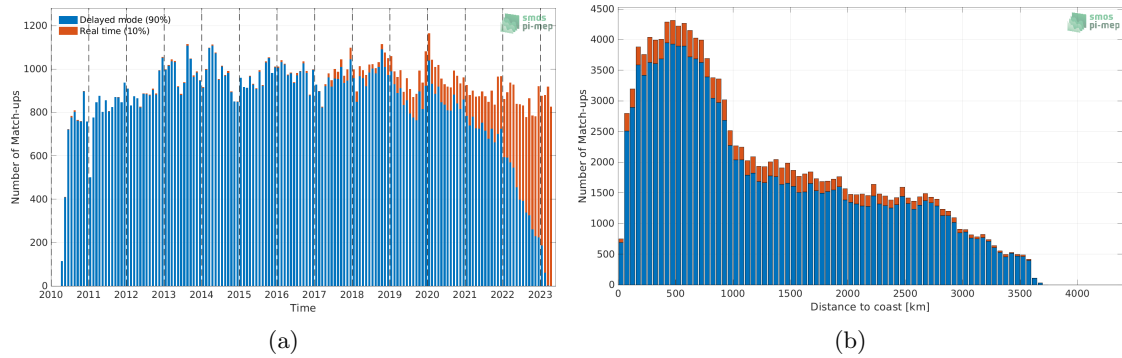 Delayed mode (90%)
Real time (10%)
smos
pi-mep
Number of Match-ups
1200
1000
800
600
400
200
0
2010 2011 2012 2013 2014 2015 2016 2017 2018 2019 2020 2021 2022 2023
Time
(a)
smos
pi-mep
Number of Match-ups
4500
4000
3500
3000
2500
2000
1500
1000
500
0
0 500 1000 1500 2000 2500 3000 3500 4000
Distance to coast [km]
(b)